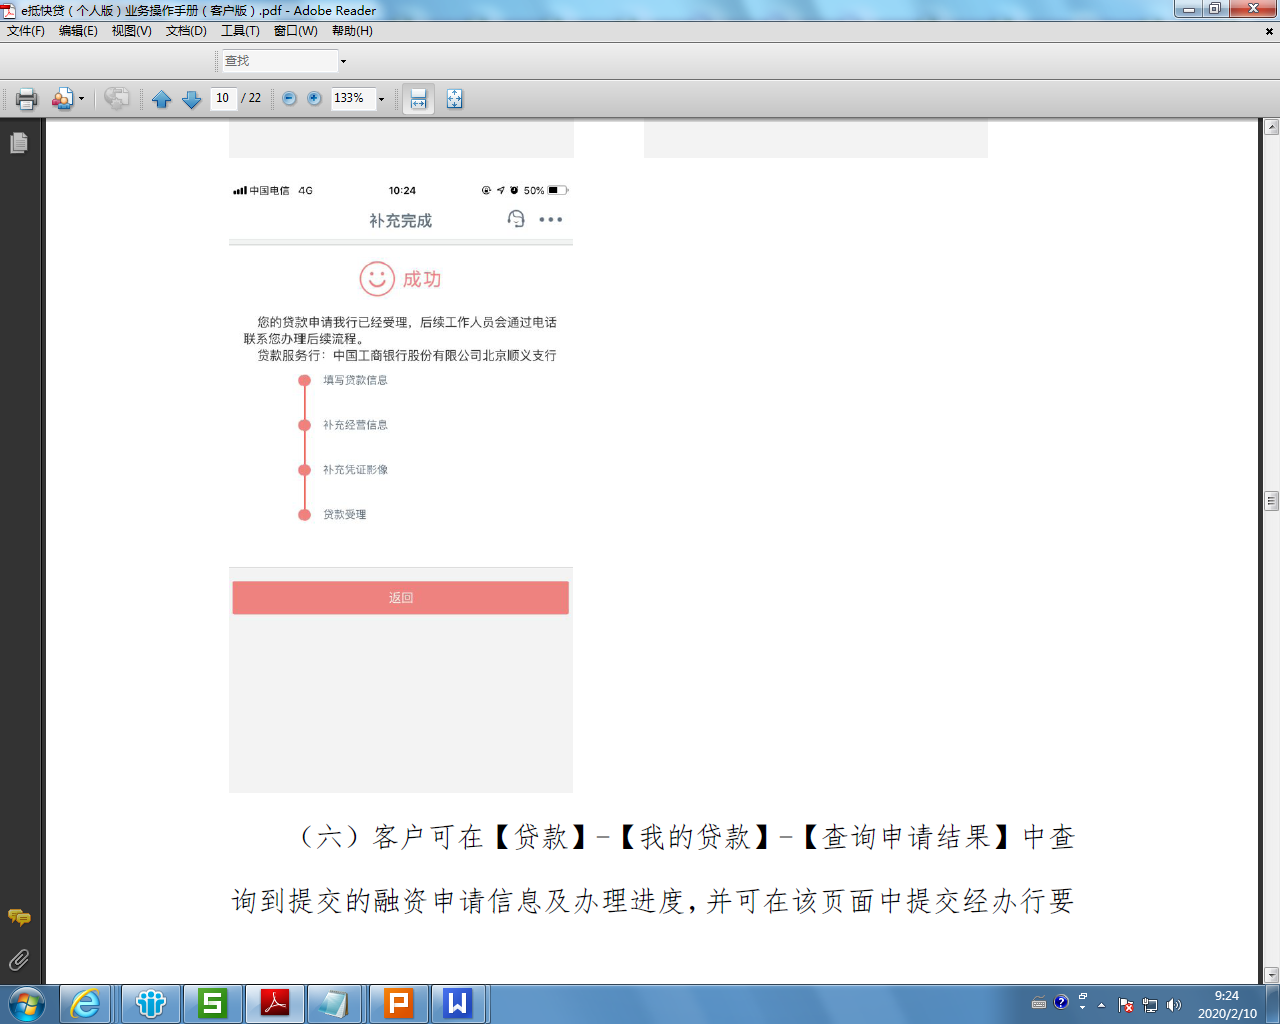 e抵快贷（个人版）业务操作手册（客户版）.pdf - Adobe Reader
文件(F) 编辑(E) 视图(V) 文档(D) 工具(T) 窗口(W) 帮助(H)
查找
10 / 22 133%
中国电信 4G 10:24 50%
补充完成
成功
您的贷款申请我行已经受理，后续工作人员会通过电话
联系您办理后续流程。
贷款服务行：中国工商银行股份有限公司北京顺义支行
填写贷款信息
补充经营信息
补充凭证影像
贷款受理
返回
（六）客户可在【贷款】-【我的贷款】-【查询申请结果】中查
询到提交的融资申请信息及办理进度，并可在该页面中提交经办行要
S P W
9:24
2020/2/10